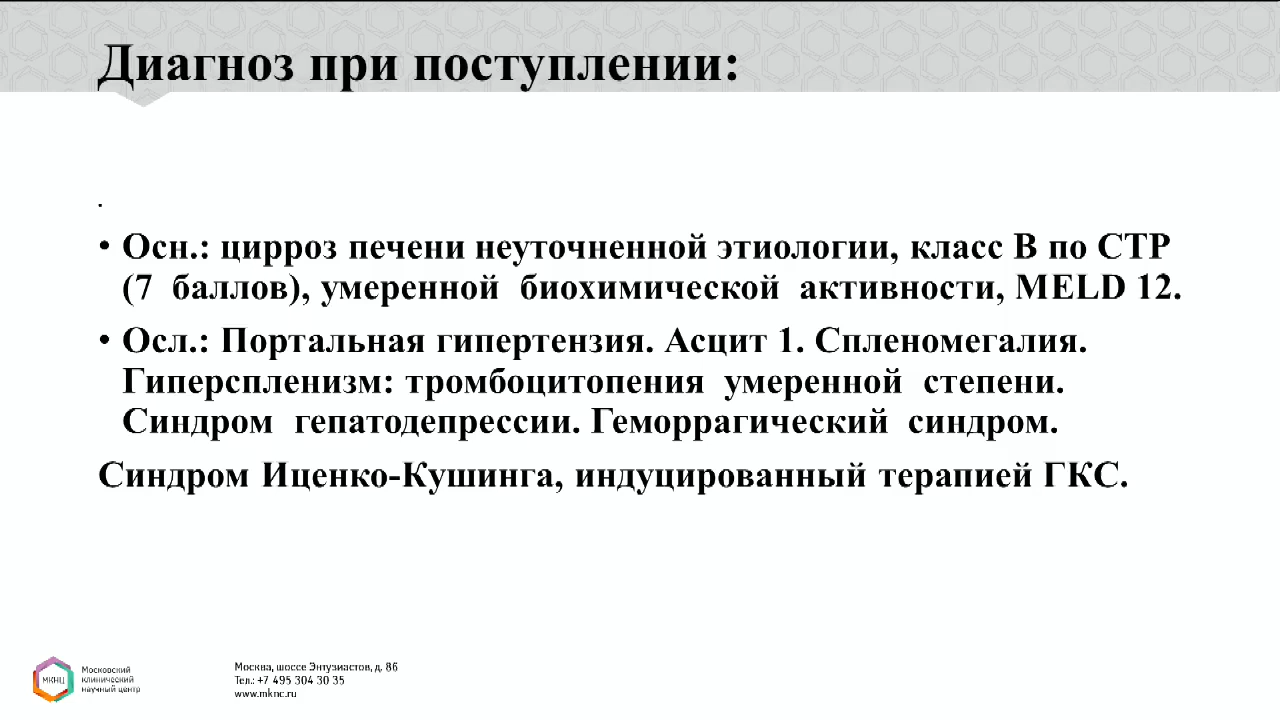 Диагноз при поступлении:
.
• Осн.: цирроз печени неуточненной этиологии, класс В по СТР
(7 баллов), умеренной биохимической активности, MELD 12.
• Осл.: Портальная гипертензия. Асцит 1. Спленомегалия.
Гиперспленизм: тромбоцитопения умеренной степени.
Синдром гепатодепрессии. Геморрагический синдром.
Синдром Иценко-Кушинга, индуцированный терапией ГКС.
МКНЦ
Московский
клинический
научный центр
Москва, шоссе Энтузиастов, д. 86
Тел.: +7 495 304 30 35
www.mknc.ru